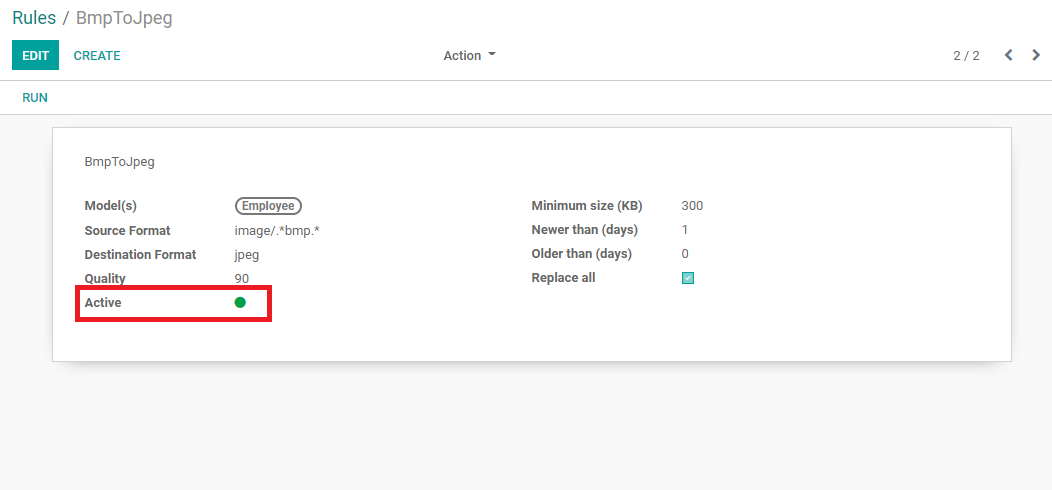 Rules / BmpToJpeg
EDIT CREATE Action 2 / 2
RUN
BmpToJpeg
Model(s) Employee
Source Format image/.*bmp.*
Destination Format jpeg
Quality 90
Active
Minimum size (KB) 300
Newer than (days) 1
Older than (days) 0
Replace all